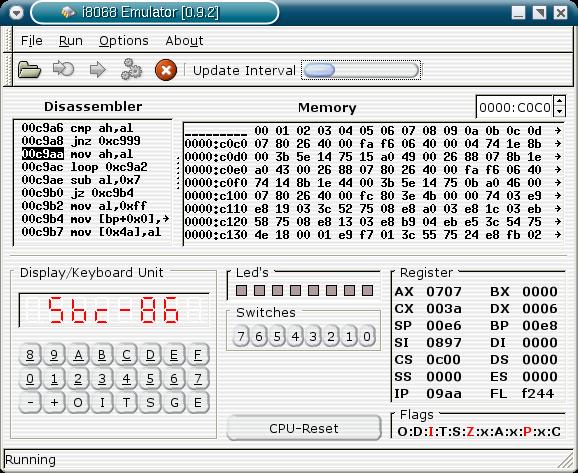 i8068 Emulator [0.9.2]
File Run Options About
Update Interval
Disassembler
00c9a6 cmp ah,al
00c9a8 jnz 0xc999
00c9aa mov ah,al
00c9ac loop 0xc9a2
00c9ae sub al,0x7
00c9b0 jz 0xc9b4
00c9b2 mov al,0xff
00c9b4 mov [bp+0x0],
00c9b7 mov [0x4a],al
Memory
0000:C0C0
_________ 00 01 02 03 04 05 06 07 08 09 0a 0b 0c 0d
0000:c0c0 07 80 26 40 00 fa f6 06 40 00 04 74 1e 8b
0000:c0d0 00 3b 5e 14 75 15 a0 49 00 26 88 07 8b 1e
0000:c0e0 a0 43 00 26 88 07 80 26 40 00 fa f6 06 40
0000:c0f0 74 14 8b 1e 44 00 3b 5e 14 75 0b a0 46 00
0000:c100 07 80 26 40 00 fc 80 3e 4b 00 00 74 03 e9
0000:c110 e8 19 03 3c 52 75 08 e8 a0 03 e8 1c 03 eb
0000:c120 58 75 08 e8 13 03 e8 b9 04 eb e5 3c 54 75
0000:c130 4e 18 00 01 e9 f7 01 3c 55 75 24 e8 fb 02
Display/Keyboard Unit
Sbc-86
8 9 A B C D E F
0 1 2 3 4 5 6 7
- + O I T S G E
Led's
Switches
7 6 5 4 3 2 1 0
CPU-Reset
Register
AX 0707 BX 0000
CX 003a DX 0006
SP 00e6 BP 00e8
SI 0897 DI 0000
CS 0c00 DS 0000
SS 0000 ES 0000
IP 09aa FL f244
Flags
O:D:I:T:S:Z:x:A:x:P:x:C
Running